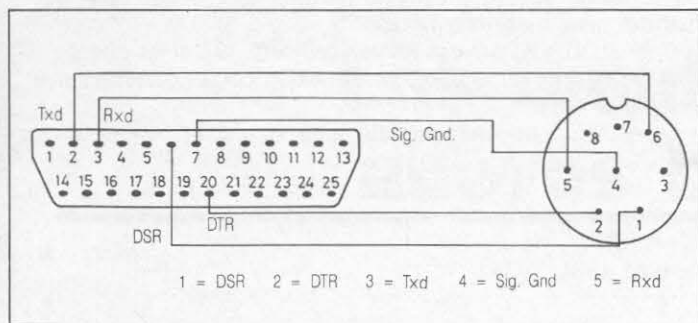 Txd Rxd
Sig. Gnd.
1 2 3 4 5 7 8 9 10 11 12 13
14 15 16 17 18 19 20 21 22 23 24 25
DTR
DSR
7
8 6
5 4 3
2 1
1 = DSR 2 = DTR 3 = Txd 4 = Sig. Gnd 5 = Rxd